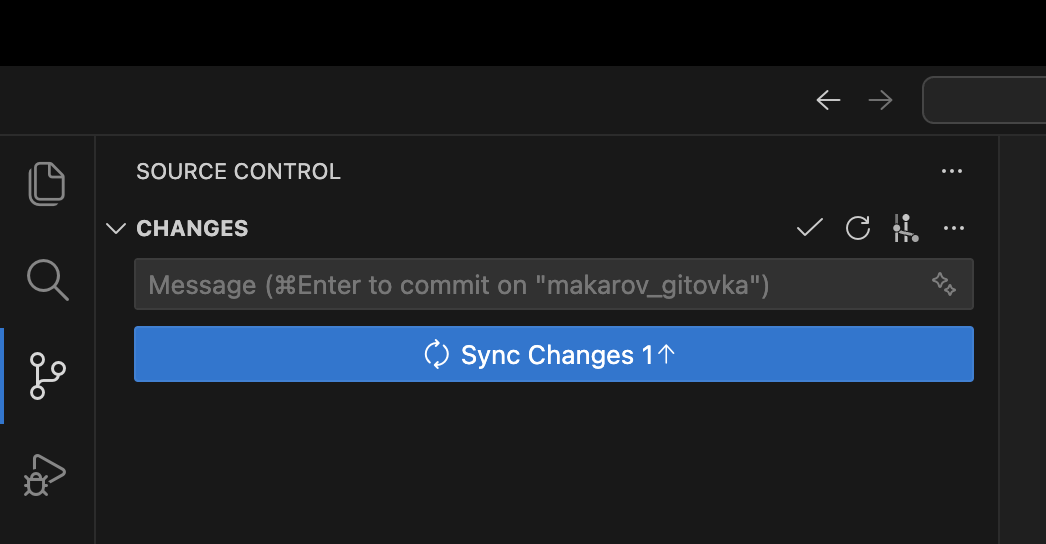 SOURCE CONTROL
CHANGES
Message (⌘Enter to commit on "makarov_gitovka")
Sync Changes 1↑